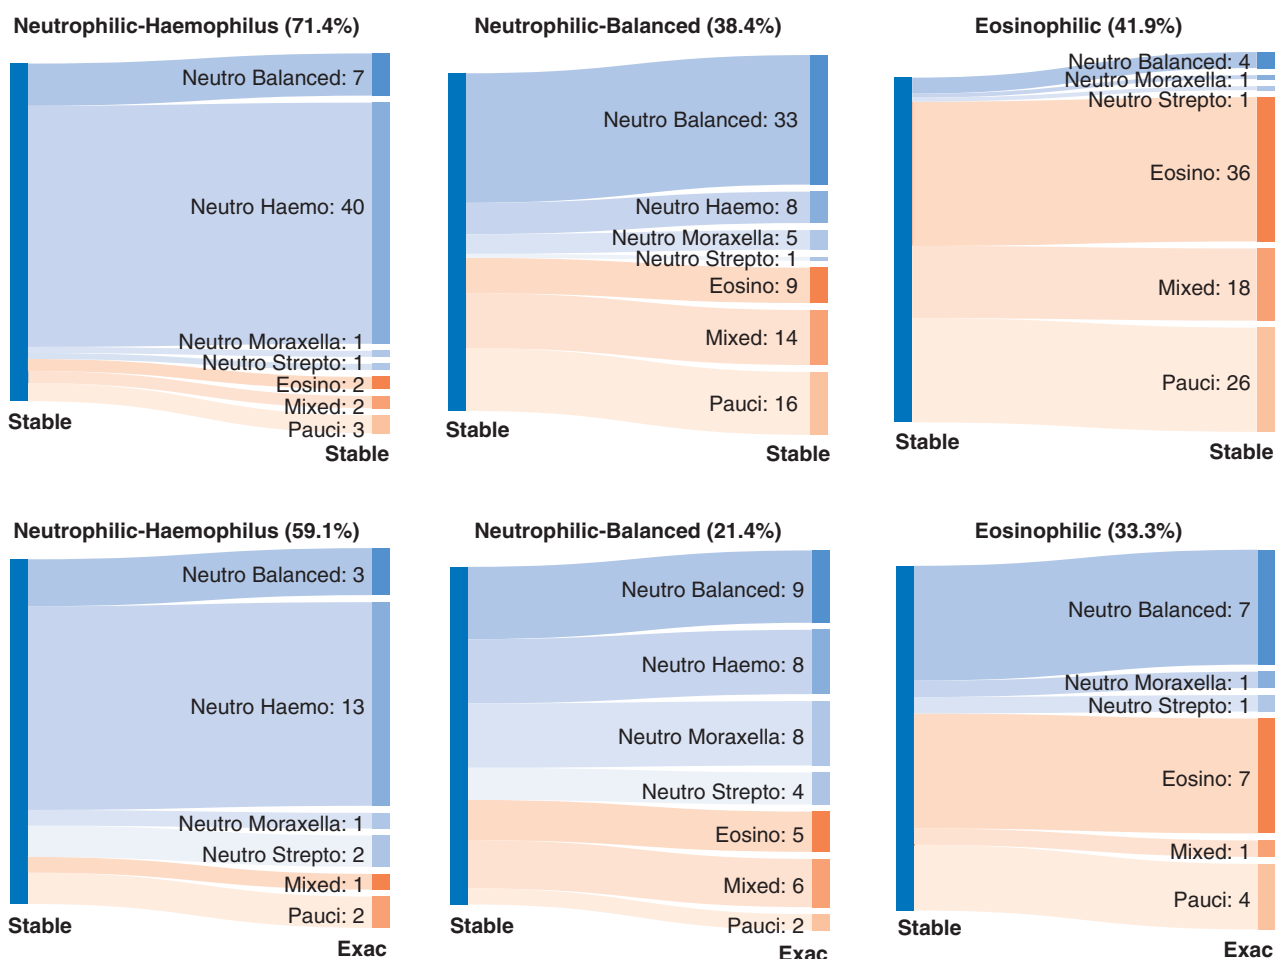 Neutrophilic-Haemophilus (71.4%)
Neutro Balanced: 7
Neutro Haemo: 40
Neutro Moraxella: 1
Neutro Strepto: 1
Eosino: 2
Mixed: 2
Pauci: 3
Stable
Stable
Neutrophilic-Balanced (38.4%)
Neutro Balanced: 33
Neutro Haemo: 8
Neutro Moraxella: 5
Neutro Strepto: 1
Eosino: 9
Mixed: 14
Pauci: 16
Stable
Stable
Eosinophilic (41.9%)
Neutro Balanced: 4
Neutro Moraxella: 1
Neutro Strepto: 1
Eosino: 36
Mixed: 18
Pauci: 26
Stable
Stable
Neutrophilic-Haemophilus (59.1%)
Neutro Balanced: 3
Neutro Haemo: 13
Neutro Moraxella: 1
Neutro Strepto: 2
Mixed: 1
Pauci: 2
Stable
Exac
Neutrophilic-Balanced (21.4%)
Neutro Balanced: 9
Neutro Haemo: 8
Neutro Moraxella: 8
Neutro Strepto: 4
Eosino: 5
Mixed: 6
Pauci: 2
Stable
Exac
Eosinophilic (33.3%)
Neutro Balanced: 7
Neutro Moraxella: 1
Neutro Strepto: 1
Eosino: 7
Mixed: 1
Pauci: 4
Stable
Exac